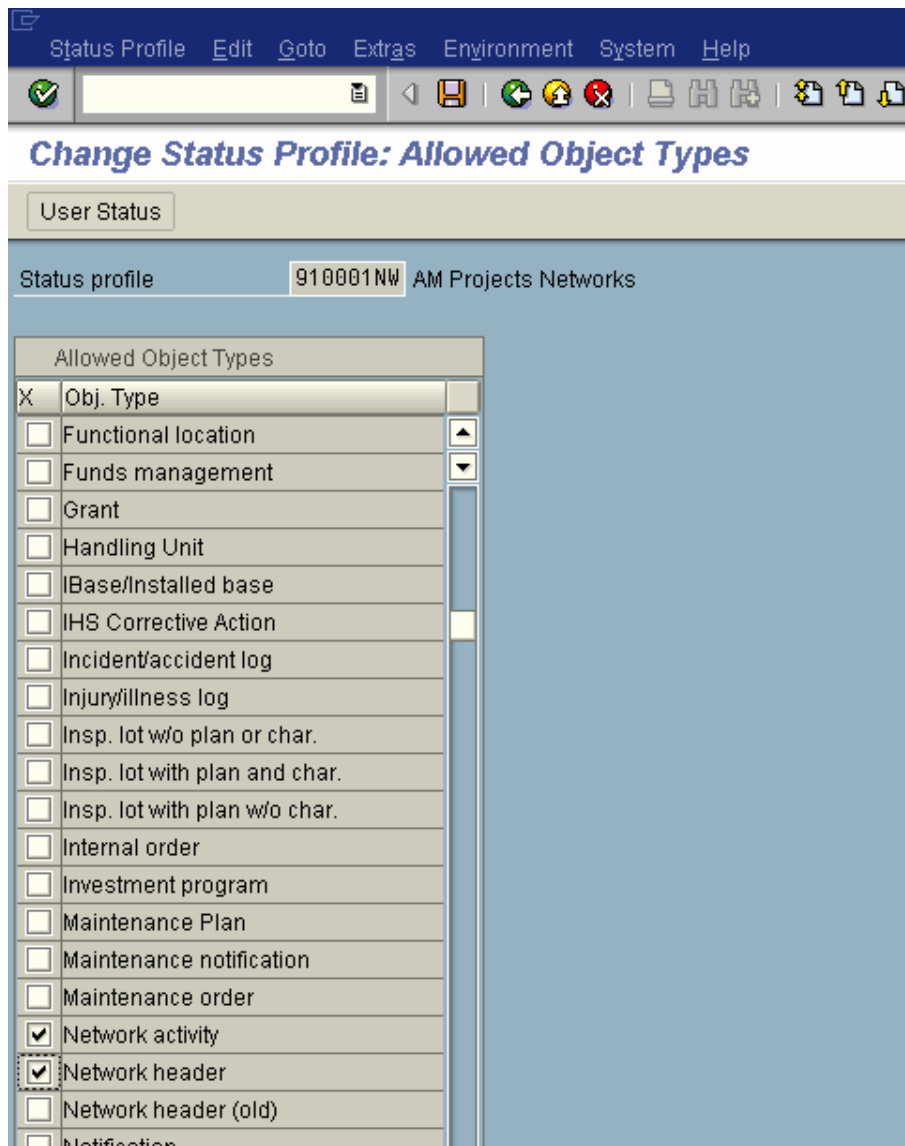 Status Profile Edit Goto Extras Environment System Help
Change Status Profile: Allowed Object Types
User Status
Status profile 910001NW AM Projects Networks
Allowed Object Types
X Obj. Type
Functional location
Funds management
Grant
Handling Unit
IBase/Installed base
IHS Corrective Action
Incident/accident log
Injury/illness log
Insp. lot w/o plan or char.
Insp. lot with plan and char.
Insp. lot with plan w/o char.
Internal order
Investment program
Maintenance Plan
Maintenance notification
Maintenance order
Network activity
Network header
Network header (old)
Notification